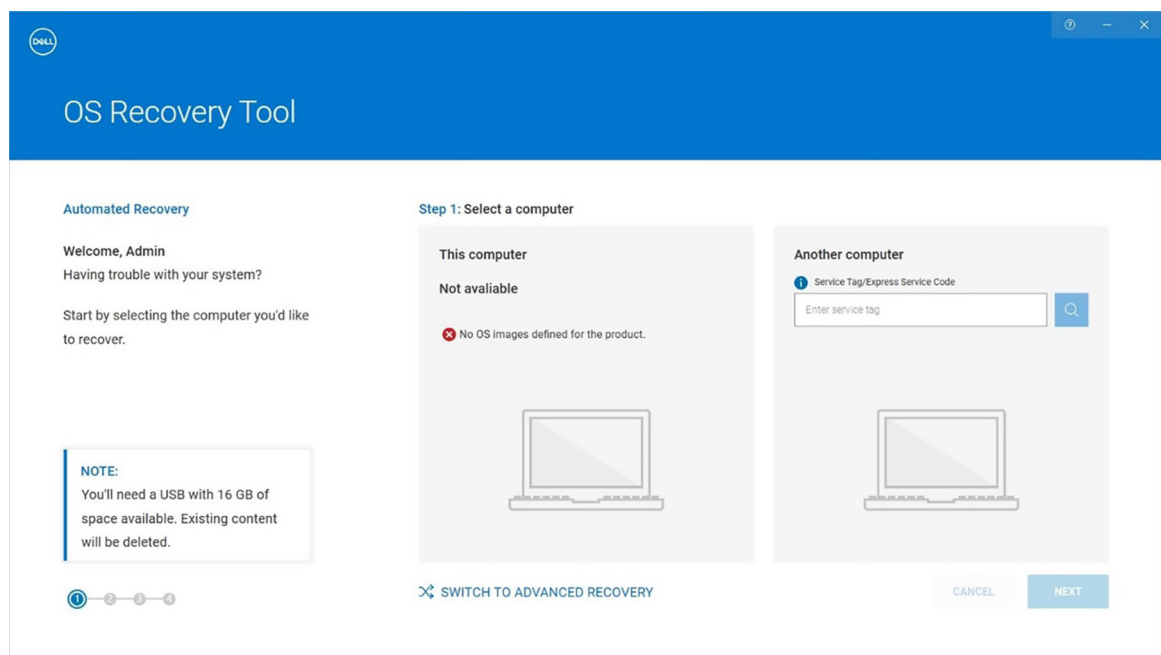 DELL
OS Recovery Tool
Automated Recovery
Welcome, Admin
Having trouble with your system?
Start by selecting the computer you'd like
to recover.
NOTE:
You'll need a USB with 16 GB of
space available. Existing content
will be deleted.
1 2 3 4
Step 1: Select a computer
This computer
Not avaliable
No OS images defined for the product.
Another computer
Service Tag/Express Service Code
Enter service tag
SWITCH TO ADVANCED RECOVERY
CANCEL
NEXT